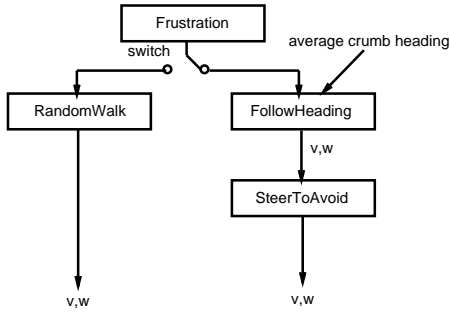 Frustration
switch
average crumb heading
RandomWalk
FollowHeading
v,w
SteerToAvoid
v,w
v,w